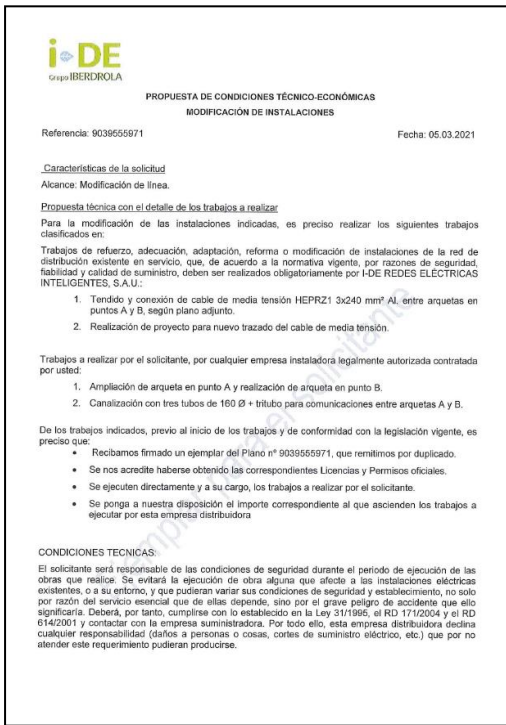 i-DE
Grupo IBERDROLA
PROPUESTA DE CONDICIONES TÉCNICO-ECONÓMICAS
MODIFICACIÓN DE INSTALACIONES
Referencia: 9039555971 Fecha: 05.03.2021
Características de la solicitud
Alcance: Modificación de línea.
Propuesta técnica con el detalle de los trabajos a realizar
Para la modificación de las instalaciones indicadas, es preciso realizar los siguientes trabajos
clasificados en:
Trabajos de refuerzo, adecuación, adaptación, reforma o modificación de instalaciones de la red de
distribución existente en servicio, que, de acuerdo a la normativa vigente, por razones de seguridad,
fiabilidad y calidad de suministro, deben ser realizados obligatoriamente por I-DE REDES ELÉCTRICAS
INTELIGENTES, S.A.U.:
1. Tendido y conexión de cable de media tensión HEPRZ1 3x240 mm² Al, entre arquetas en
puntos A y B, según plano adjunto.
2. Realización de proyecto para nuevo trazado del cable de media tensión.
Trabajos a realizar por el solicitante, por cualquier empresa instaladora legalmente autorizada contratada
por usted:
1. Ampliación de arqueta en punto A y realización de arqueta en punto B.
2. Canalización con tres tubos de 160 Ø + tritubo para comunicaciones entre arquetas A y B.
De los trabajos indicados, previo al inicio de los trabajos y de conformidad con la legislación vigente, es
preciso que:
• Recibamos firmado un ejemplar del Plano nº 9039555971, que remitimos por duplicado.
• Se nos acredite haberse obtenido las correspondientes Licencias y Permisos oficiales.
• Se ejecuten directamente y a su cargo, los trabajos a realizar por el solicitante.
• Se ponga a nuestra disposición el importe correspondiente al que ascienden los trabajos a
ejecutar por esta empresa distribuidora
CONDICIONES TECNICAS:
El solicitante será responsable de las condiciones de seguridad durante el periodo de ejecución de las
obras que realice. Se evitará la ejecución de obra alguna que afecte a las instalaciones eléctricas
existentes, o a su entorno, y que pudieran variar sus condiciones de seguridad y establecimiento, no solo
por razón del servicio esencial que de ellas depende, sino por el grave peligro de accidente que ello
significaría. Deberá, por tanto, cumplirse con lo establecido en la Ley 31/1995, el RD 171/2004 y el RD
614/2001 y contactar con la empresa suministradora. Por todo ello, esta empresa distribuidora declina
cualquier responsabilidad (daños a personas o cosas, cortes de suministro eléctrico, etc.) que por no
atender este requerimiento pudieran producirse.
Ejemplar para el solicitante